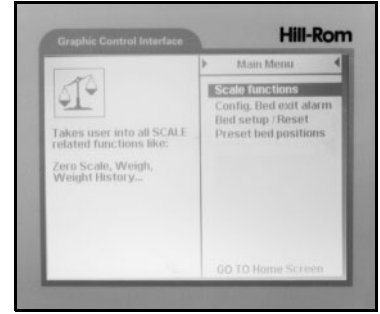 Graphic Control Interface
Hill-Rom
Main Menu
Takes user into all SCALE
related functions like:
Zero Scale, Weigh,
Weight History...
Scale functions
Config. Bed exit alarm
Bed setup / Reset
Preset bed positions
GO TO Home Screen